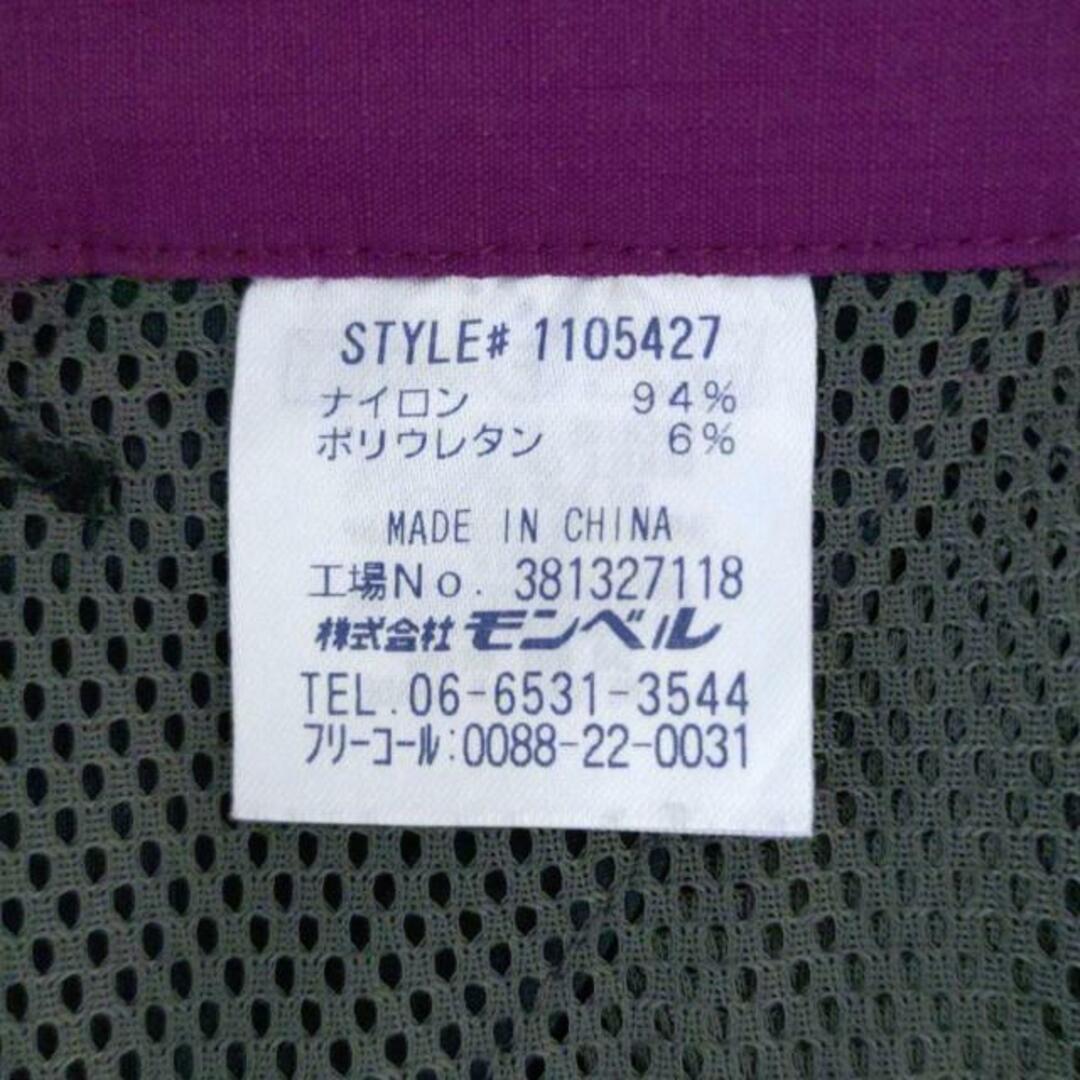 STYLE# 1105427
ナイロン 94%
ポリウレタン 6%
MADE IN CHINA
工場No. 381327118
株式会社 モンベル
TEL.06-6531-3544
フリーコール:0088-22-0031